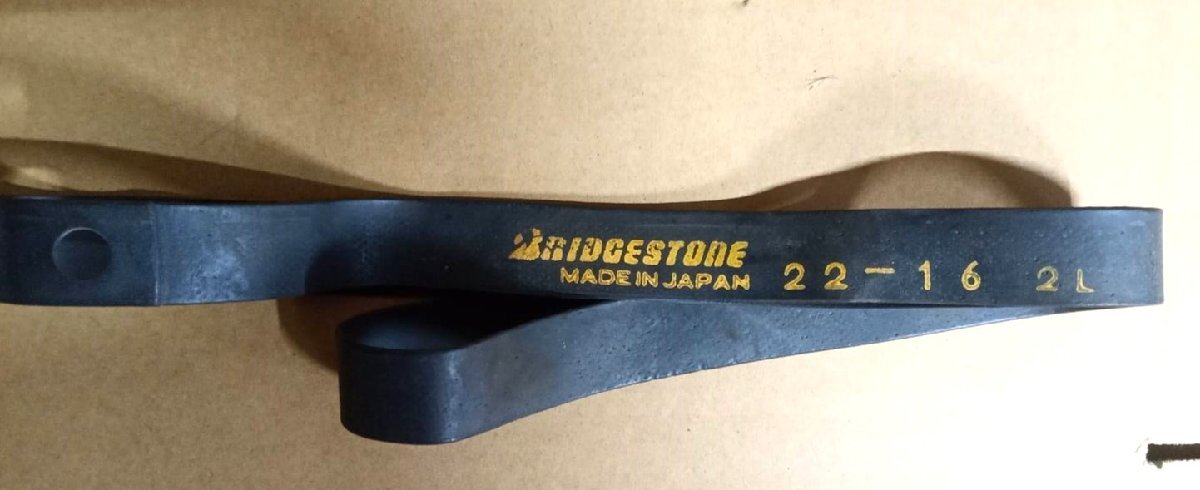 BRIDGESTONE
MADE IN JAPAN 22-16 2L